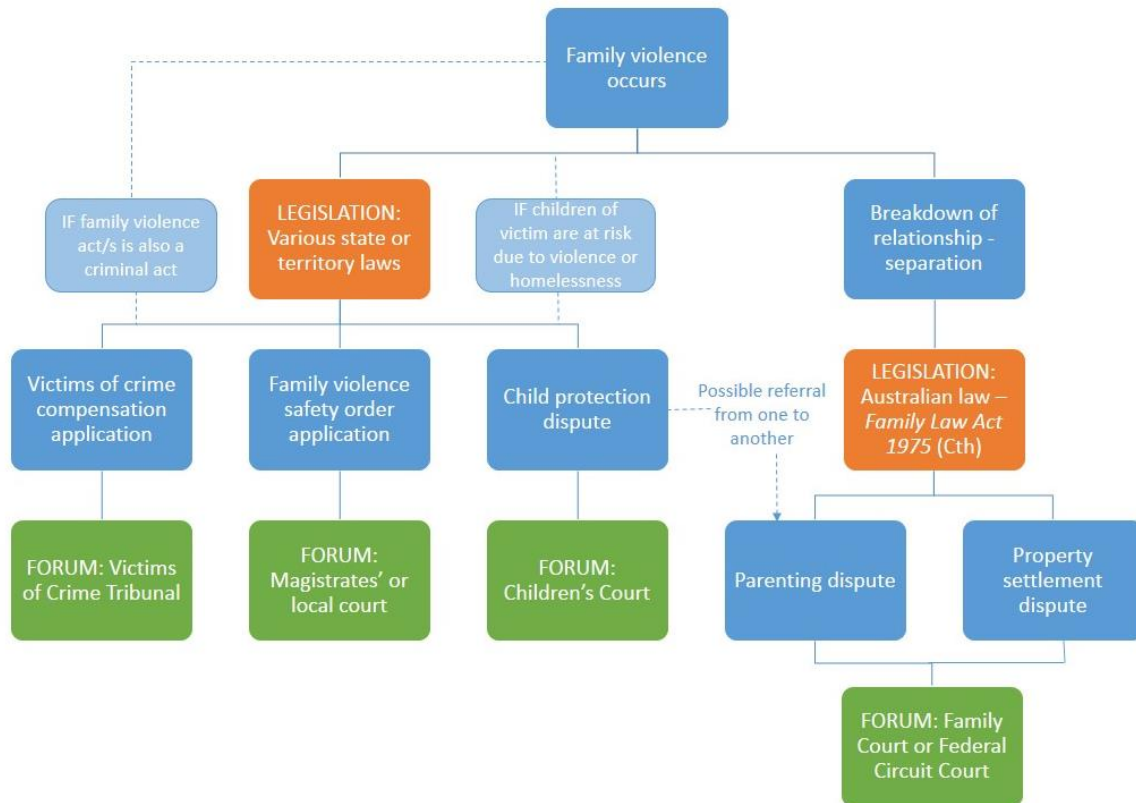 Family violence
occurs
IF family violence
act/s is also a
criminal act
LEGISLATION:
Various state or
territory laws
IF children of
victim are at risk
due to violence or
homelessness
Breakdown of
relationship -
separation
Victims of crime
compensation
application
Family violence
safety order
application
Child protection
dispute
Possible referral
from one to
another
LEGISLATION:
Australian law –
Family Law Act
1975 (Cth)
FORUM: Victims
of Crime Tribunal
FORUM:
Magistrates’ or
local court
FORUM:
Children’s Court
Parenting dispute
Property
settlement
dispute
FORUM: Family
Court or Federal
Circuit Court